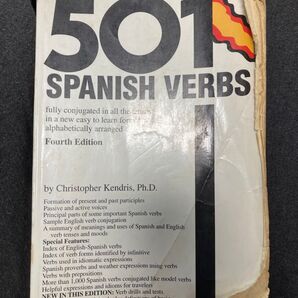 501
SPANISH VERBS
fully conjugated in all the tenses
in a new easy to learn format
alphabetically arranged
Fourth Edition
by Christopher Kendris, Ph.D.
Formation of present and past participles
Passive and active voices
Principal parts of some important Spanish verbs
Sample English verb conjugation
A summary of meanings and uses of Spanish and English
verb tenses and moods
Special Features:
Index of English-Spanish verbs
Index of verb forms identified by infinitive
Verbs used in idiomatic expressions
Spanish proverbs and weather expressions using verbs
Verbs with prepositions
More than 1,000 Spanish verbs conjugated like model verbs
Helpful expressions and idioms for travelers
NEW IN THIS EDITION: Verb drills and tests